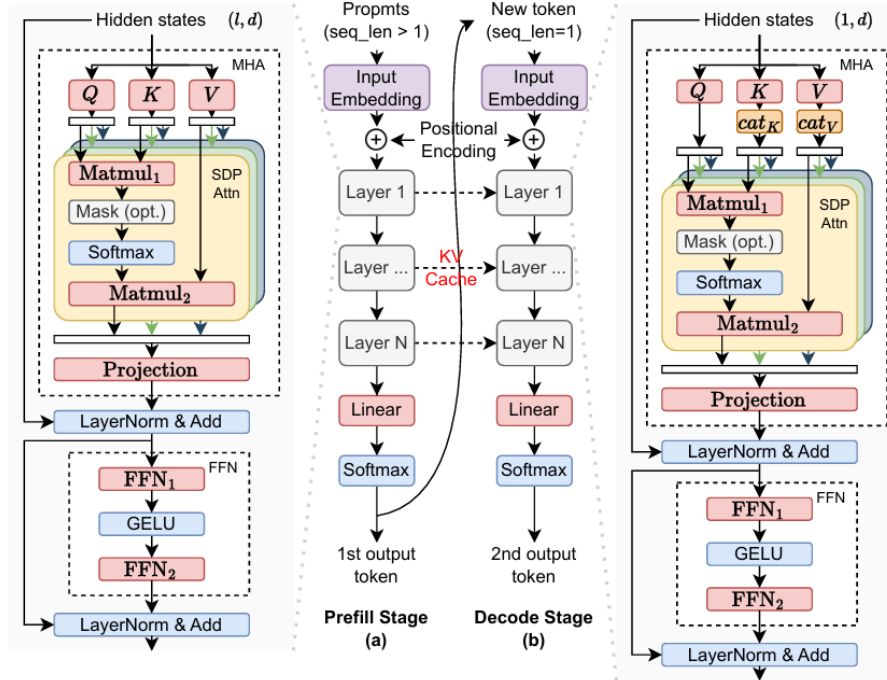 Hidden states (l, d)
MHA
Q K V
Matmul₁
SDP
Attn
Mask (opt.)
Softmax
Matmul₂
Projection
LayerNorm & Add
FFN
FFN₁
GELU
FFN₂
LayerNorm & Add
Propmts
(seq_len > 1)
Input
Embedding
Layer 1
Layer ...
Layer N
Linear
Softmax
1st output
token
Prefill Stage
(a)
Positional
Encoding
KV
Cache
New token
(seq_len=1)
Input
Embedding
Layer 1
Layer ...
Layer N
Linear
Softmax
2nd output
token
Decode Stage
(b)
Hidden states (1, d)
MHA
Q K V
cat_K cat_V
Matmul₁
SDP
Attn
Mask (opt.)
Softmax
Matmul₂
Projection
LayerNorm & Add
FFN
FFN₁
GELU
FFN₂
LayerNorm & Add